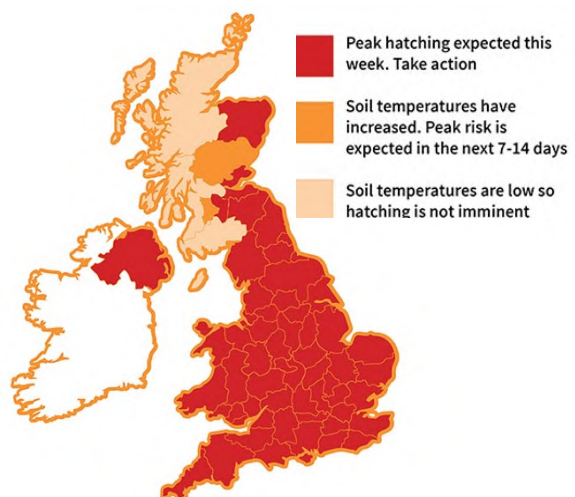 Peak hatching expected this
week. Take action
Soil temperatures have
increased. Peak risk is
expected in the next 7-14 days
Soil temperatures are low so
hatching is not imminent